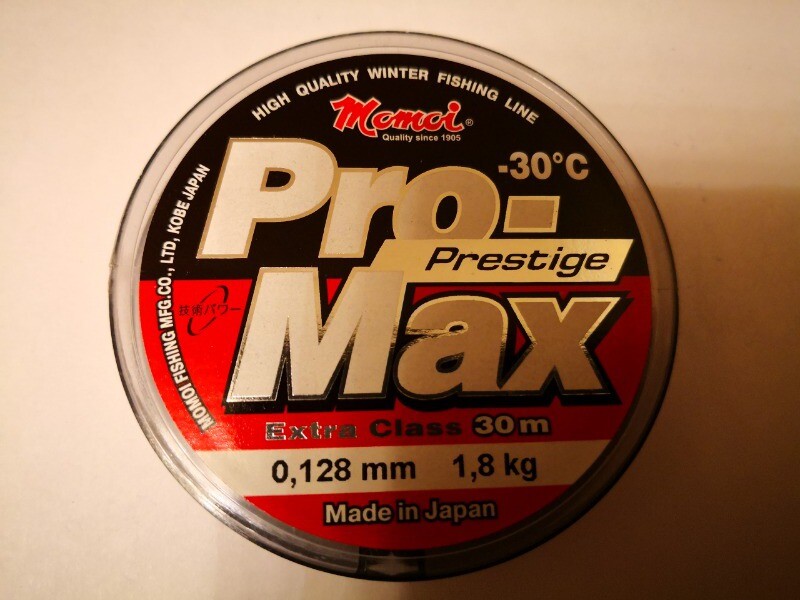 HIGH QUALITY WINTER FISHING LINE
Momoi®
Quality since 1905
-30°C
Pro-
Prestige
Max
MOMOI FISHING MFG.CO., LTD, KOBE JAPAN
技術パワー
Extra Class 30m
0,128 mm 1,8 kg
Made in Japan